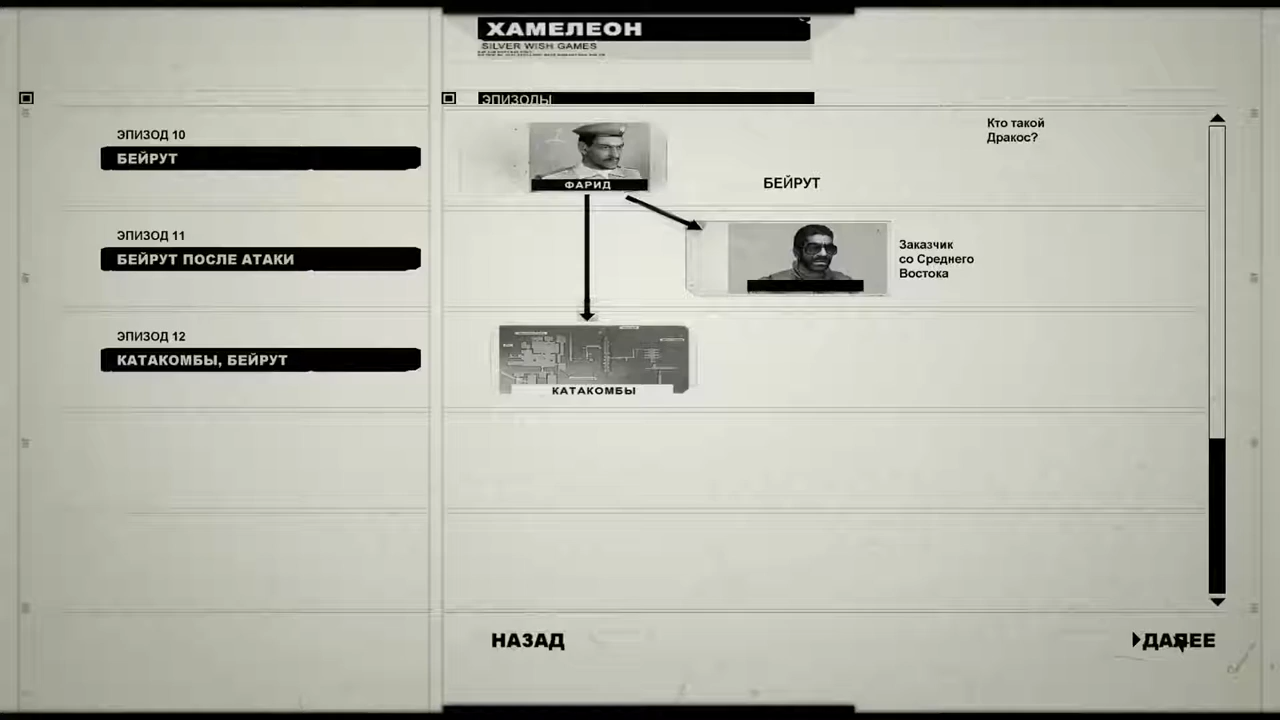 ХАМЕЛЕОН
SILVER WISH GAMES
ЭПИЗОДЫ
ЭПИЗОД 10
БЕЙРУТ
ЭПИЗОД 11
БЕЙРУТ ПОСЛЕ АТАКИ
ЭПИЗОД 12
КАТАКОМБЫ, БЕЙРУТ
ФАРИД
БЕЙРУТ
Кто такой
Дракос?
Заказчик
со Среднего
Востока
КАТАКОМБЫ
НАЗАД
ДАЛЕЕ